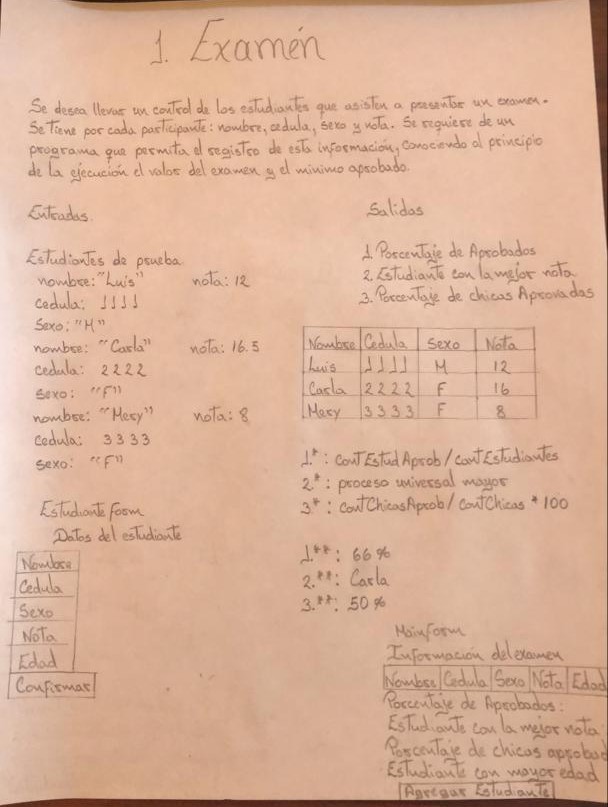 1. Examén
Se desea llevar un control de los estudiantes que asisten a presentar un examen.
Se tiene por cada participante: nombre, cedula, sexo y nota. Se requiere de un
programa que permita el registro de esta información, conociendo al principio
de la ejecución el valor del examen y el minimo aprobado.
Entradas.
Estudiantes de prueba
nombre: "Luis" nota: 12
cedula: 1111
sexo: "M"
nombre: "Carla" nota: 16.5
cedula: 2222
sexo: "F"
nombre: "Mery" nota: 8
cedula: 3333
sexo: "F"
Estudiante form
Datos del estudiante
Nombre
Cedula
Sexo
Nota
Edad
Confirmar
Salidas
1. Porcentaje de Aprobados
2. Estudiante con la mejor nota
3. Porcentaje de chicas Aprovadas
Nombre Cedula Sexo Nota
Luis 1111 M 12
Carla 2222 F 16
Mery 3333 F 8
1.*: contEstudAprob/contEstudiantes
2.*: proceso universal mayor
3.*: contChicasAprob/contChicas * 100
1.**: 66 %
2.**: Carla
3.**: 50 %
Mainform
Información del examen
Nombre Cedula Sexo Nota Edad
Porcentaje de Aprobados:
Estudiante con la mejor nota
Porcentaje de chicas aprobad
Estudiante con mayor edad
Agregar Estudiante